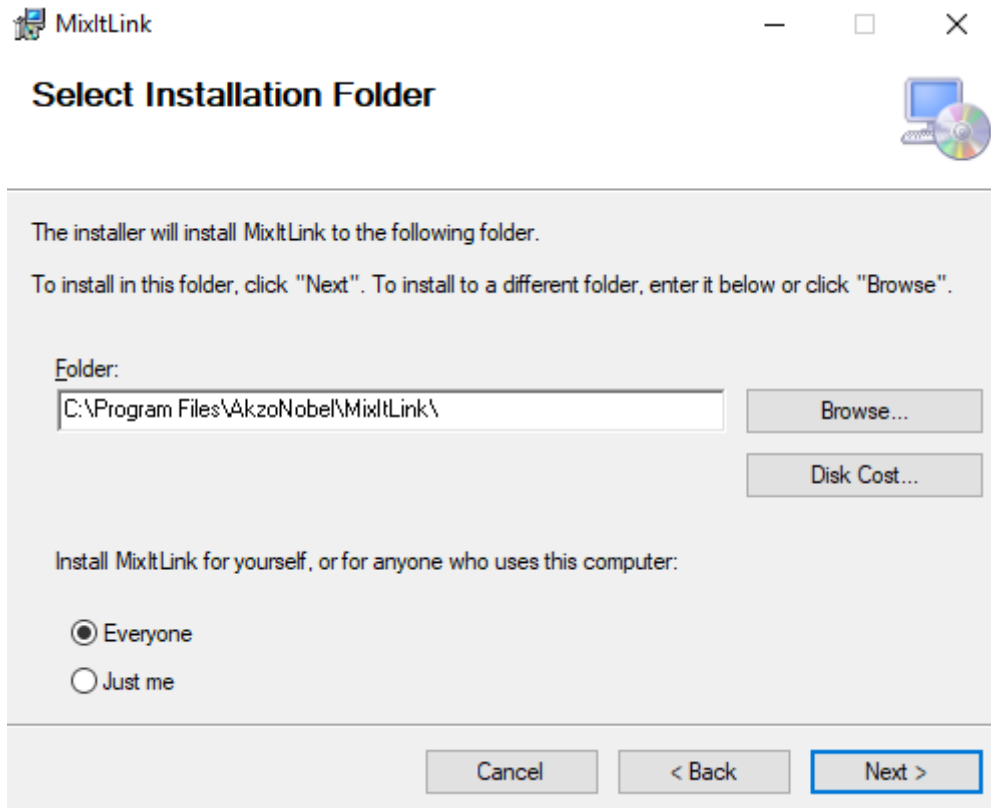 MixItLink
Select Installation Folder
The installer will install MixItLink to the following folder.
To install in this folder, click "Next". To install to a different folder, enter it below or click "Browse".
Folder:
C:\Program Files\AkzoNobel\MixItLink\
Browse...
Disk Cost...
Install MixItLink for yourself, or for anyone who uses this computer:
Everyone
Just me
Cancel
< Back
Next >